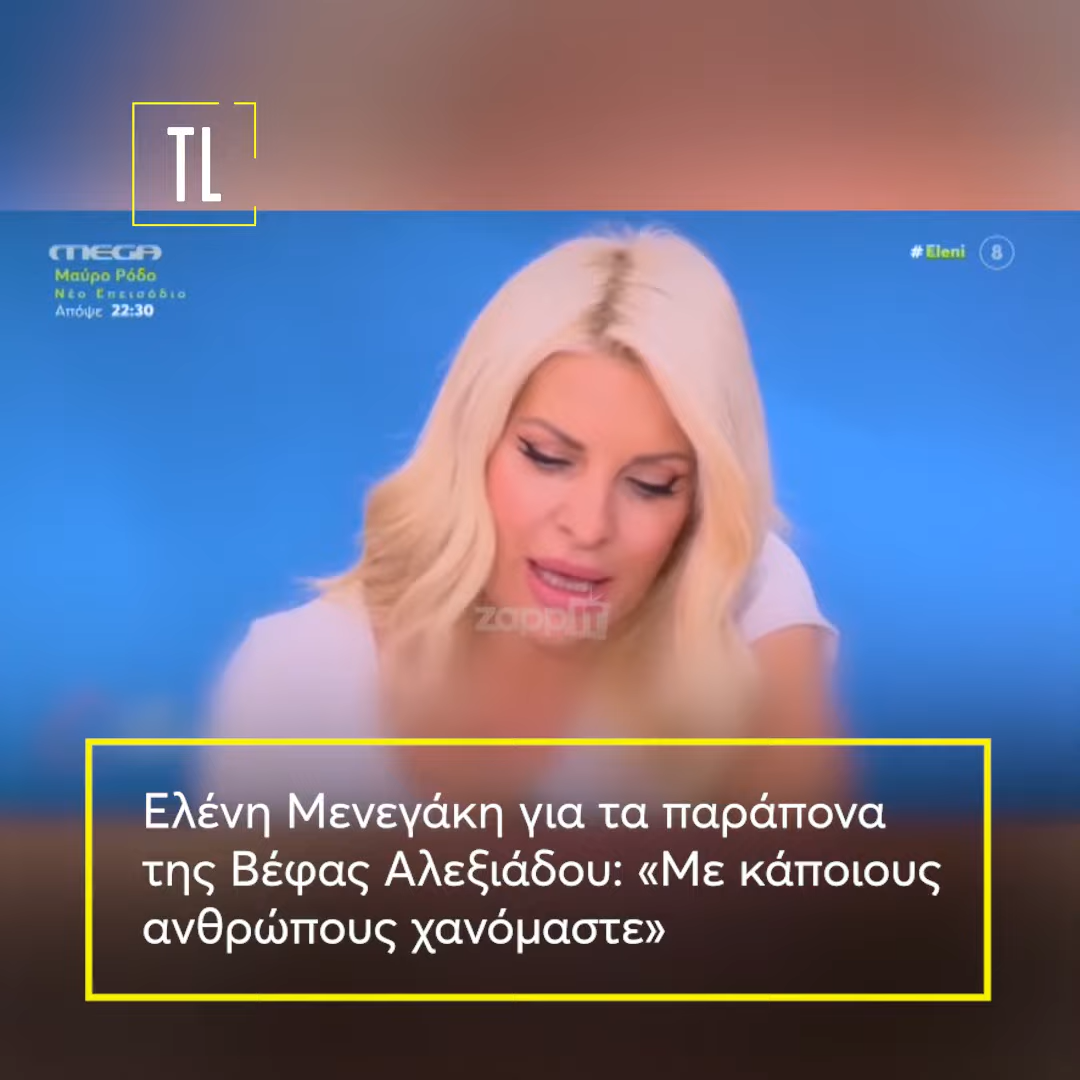 TL
MEGA
Μαύρο Ρόδο
Νέο Επεισόδιο
Απόψε 22:30
#Eleni 8
zappIT
Ελένη Μενεγάκη για τα παράπονα
της Βέφας Αλεξιάδου: «Με κάποιους
ανθρώπους χανόμαστε»